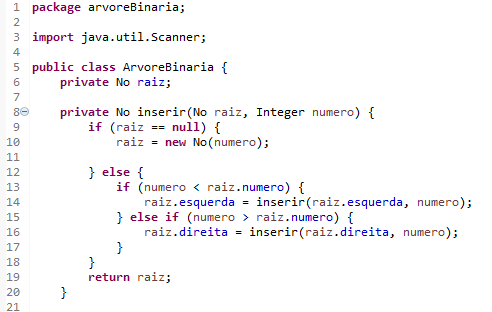 1 package arvoreBinaria;
2
3 import java.util.Scanner;
4
5 public class ArvoreBinaria {
6     private No raiz;
7
8     private No inserir(No raiz, Integer numero) {
9         if (raiz == null) {
10             raiz = new No(numero);
11
12         } else {
13             if (numero < raiz.numero) {
14                 raiz.esquerda = inserir(raiz.esquerda, numero);
15             } else if (numero > raiz.numero) {
16                 raiz.direita = inserir(raiz.direita, numero);
17             }
18         }
19         return raiz;
20     }
21